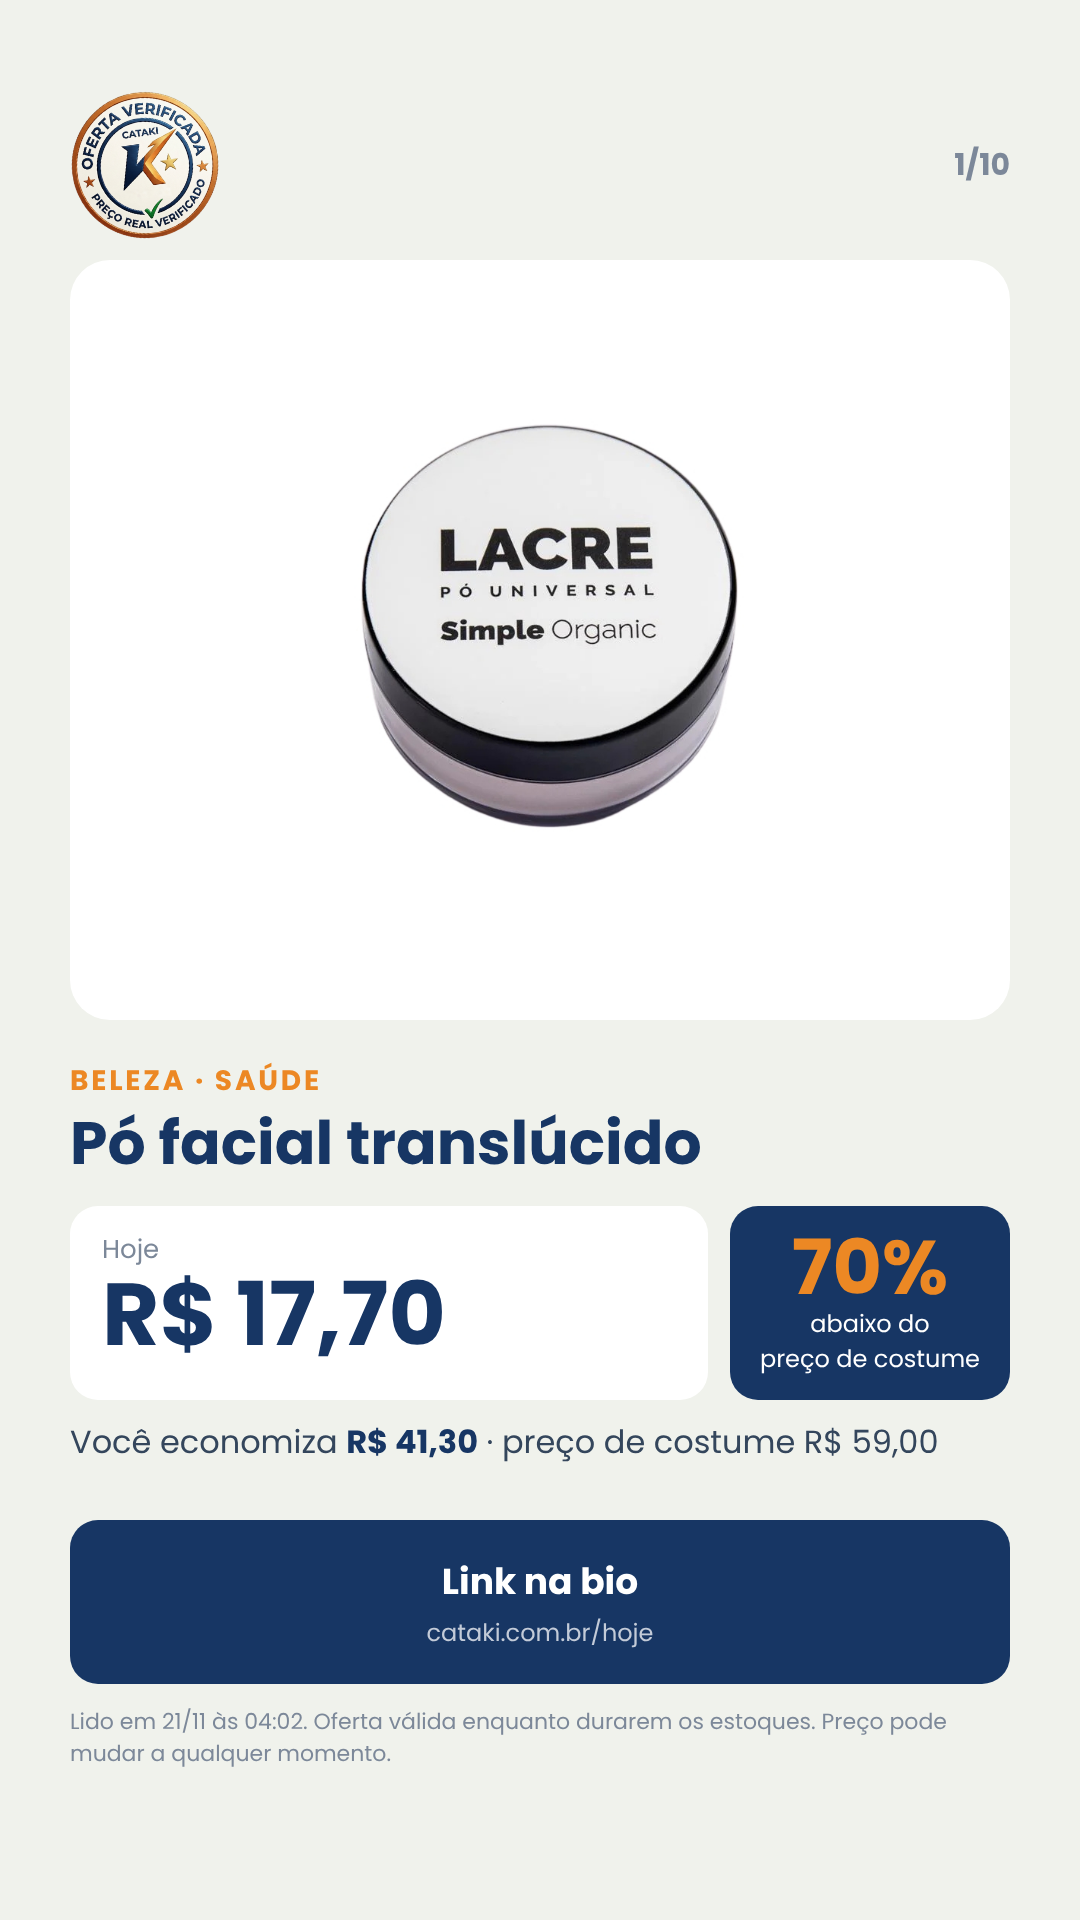 OFERTA VERIFICADA
CATAKI
PREÇO REAL VERIFICADO
1/10
LACRE
PÓ UNIVERSAL
Simple Organic
BELEZA · SAÚDE
Pó facial translúcido
Hoje
R$ 17,70
70%
abaixo do
preço de costume
Você economiza R$ 41,30 · preço de costume R$ 59,00
Link na bio
cataki.com.br/hoje
Lido em 21/11 às 04:02. Oferta válida enquanto durarem os estoques. Preço pode
mudar a qualquer momento.